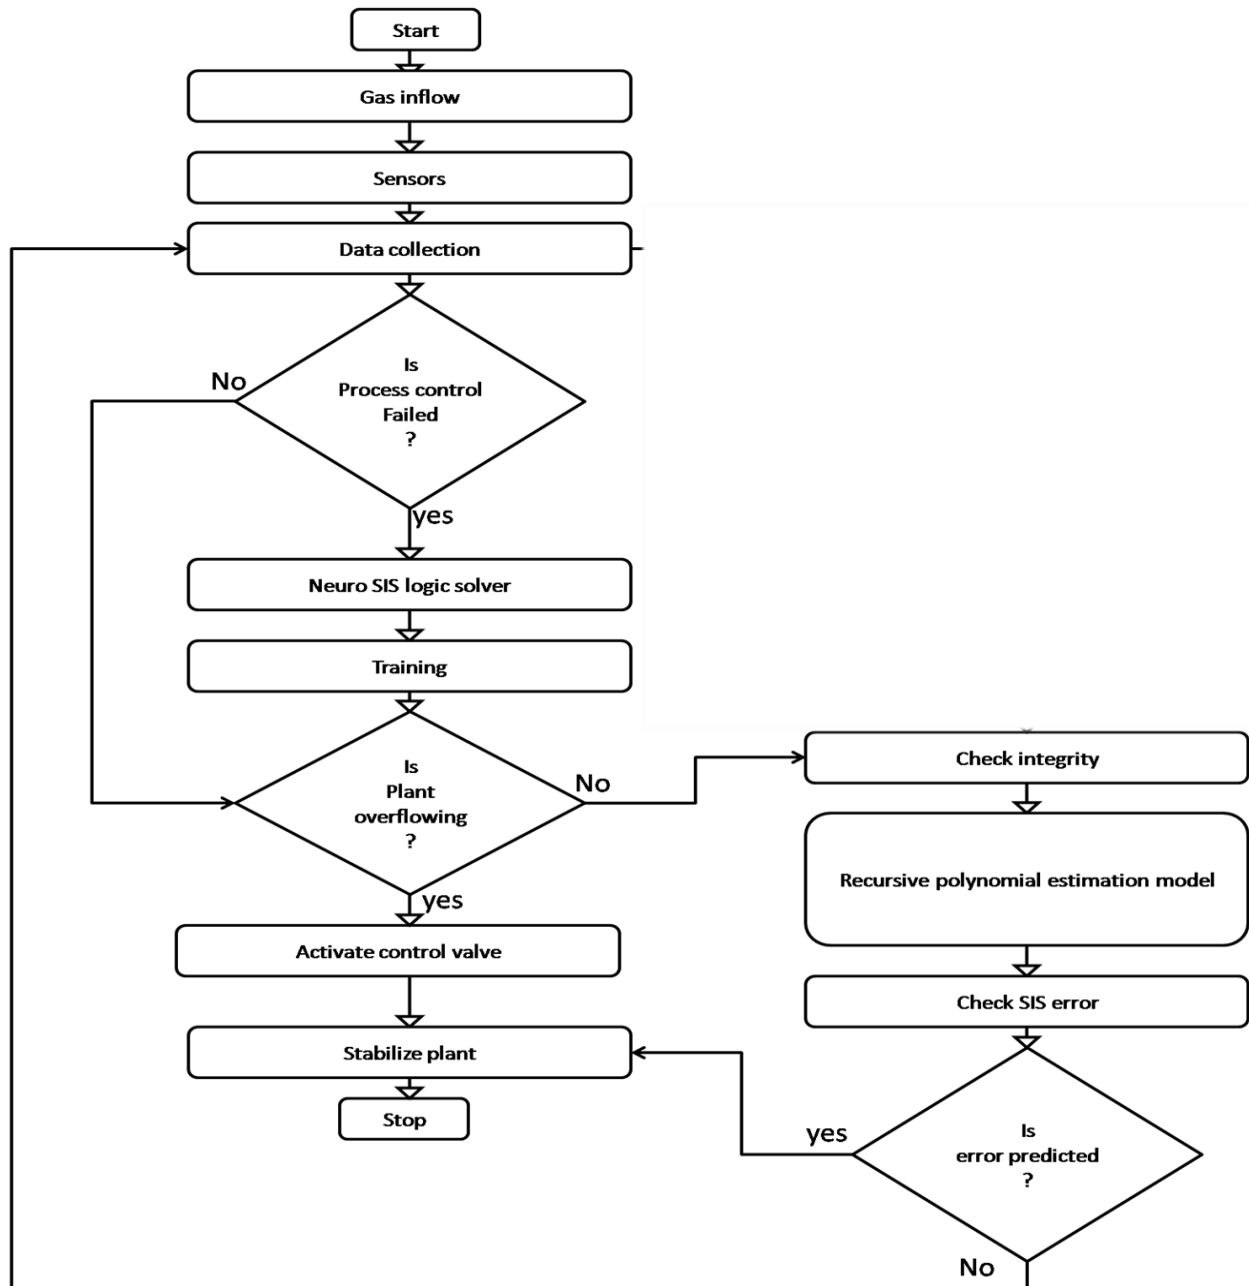 Start
Gas inflow
Sensors
Data collection
Is
Process control
Failed
?
No
yes
Neuro SIS logic solver
Training
Is
Plant
overflowing
?
No
yes
Activate control valve
Stabilize plant
Stop
Check integrity
Recursive polynomial estimation model
Check SIS error
Is
error predicted
?
yes
No